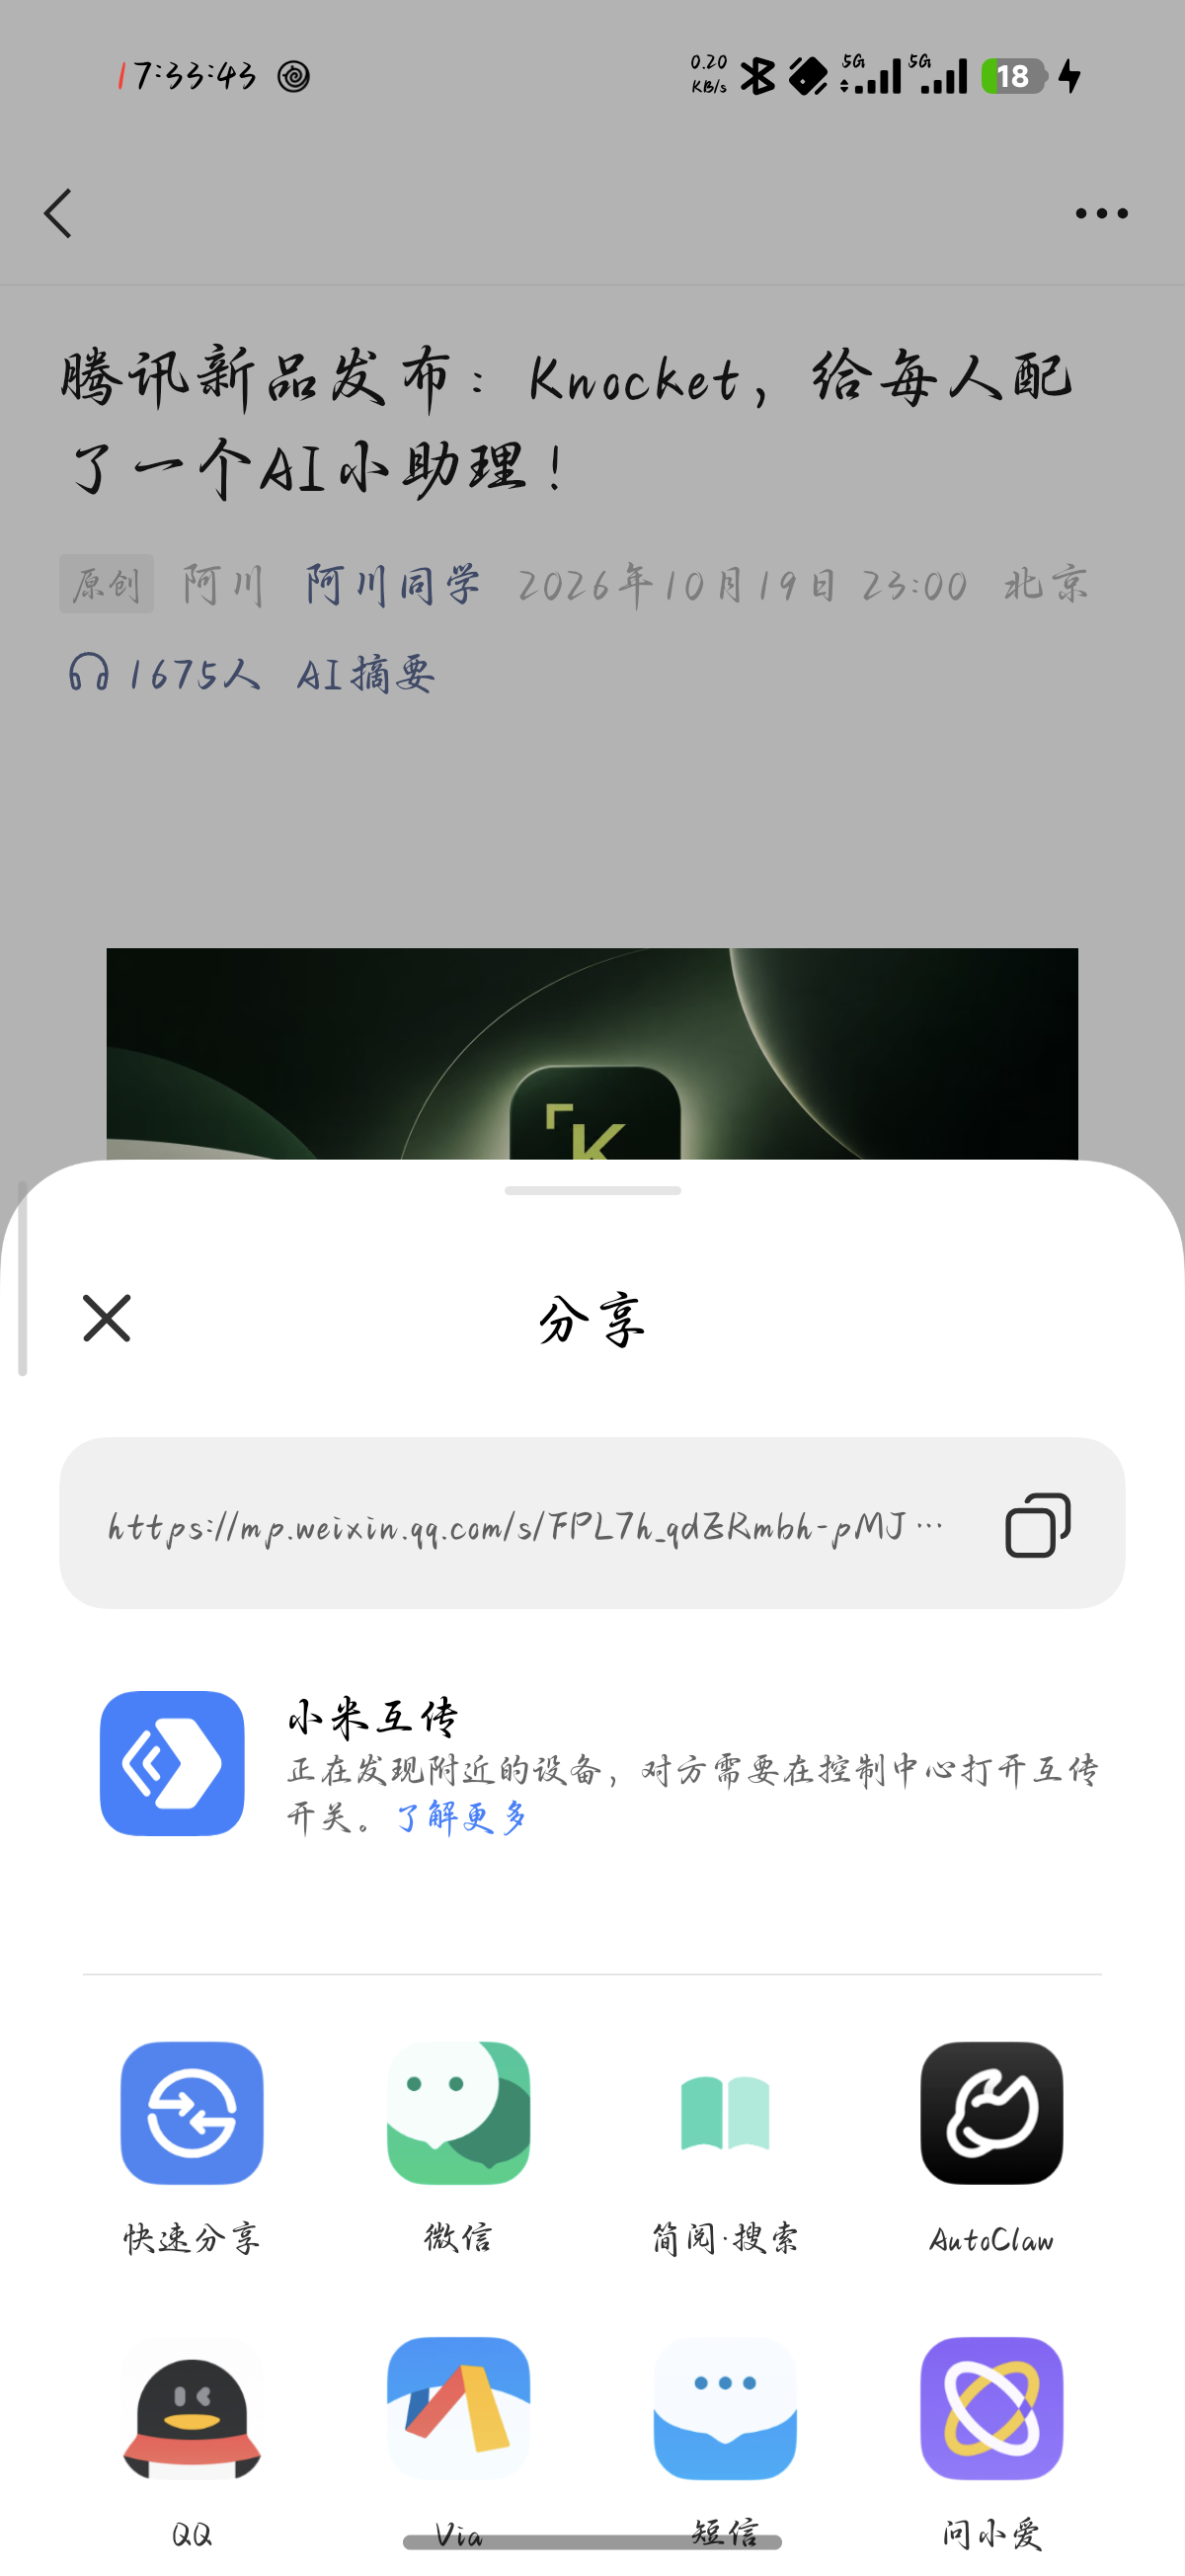 17:33:43
0.20
KB/s
5G
5G
18
腾讯新品发布：Knocket，给每人配
了一个AI小助理！
原创 阿川 阿川同学 2026年10月19日 23:00 北京
1675人 AI摘要
K
分享
https://mp.weixin.qq.com/s/FPL7h_qdZRmbh-pMJ…
小米互传
正在发现附近的设备，对方需要在控制中心打开互传
开关。了解更多
快速分享 微信 简阅·搜索 AutoClaw
QQ Via 短信 问小爱